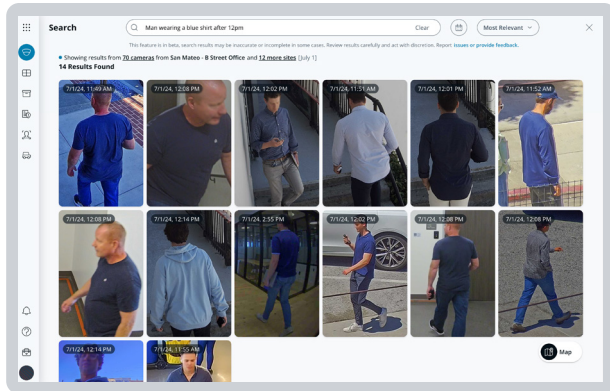 Search
Man wearing a blue shirt after 12pm
Clear
Most Relevant
This feature is in beta, search results may be inaccurate or incomplete in some cases. Review results carefully and act with discretion. Report issues or provide feedback.
Showing results from 70 cameras from San Mateo - B Street Office and 12 more sites [July 1]
14 Results Found
7/1/24, 11:49 AM
7/1/24, 12:08 PM
7/1/24, 12:02 PM
7/1/24, 11:51 AM
7/1/24, 12:01 PM
7/1/24, 11:52 AM
7/1/24, 12:08 PM
7/1/24, 12:14 PM
7/1/24, 2:55 PM
7/1/24, 12:02 PM
7/1/24, 12:08 PM
7/1/24, 12:08 PM
7/1/24, 12:14 PM
7/1/24, 11:55 AM
Map